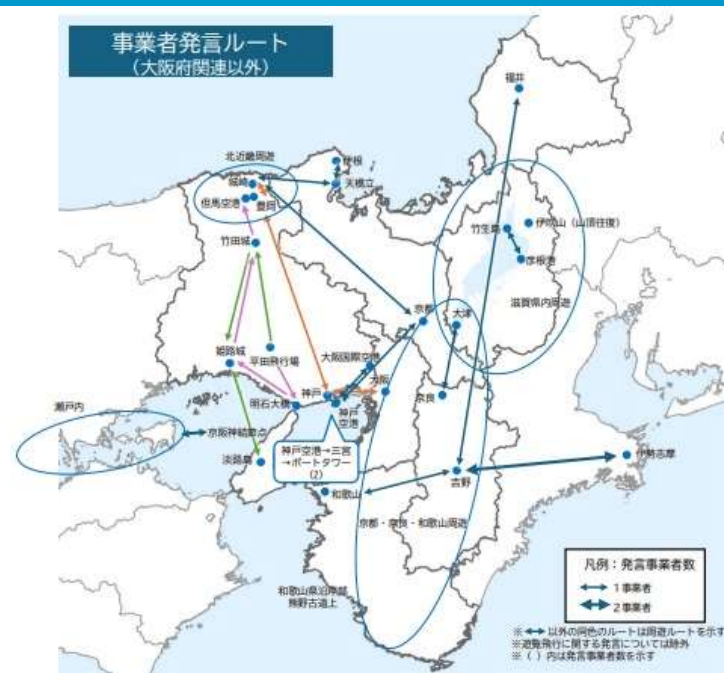 事業者発言ルート
（大阪府関連以外）
福井
北近畿周遊
伊根
城崎
天橋立
但馬空港
豊岡
竹生島
伊吹山（山頂往復）
竹田城
彦根港
滋賀県内周遊
京都
大津
姫路城
平田飛行場
大阪国際空港
大阪
奈良
瀬戸内
明石大橋
神戸
神戸
空港
京阪神結節点
神戸空港→三宮
→ポートタワー
(2)
淡路島
伊勢志摩
和歌山
吉野
京都・奈良・和歌山周遊
凡例：発言事業者数
1事業者
2事業者
和歌山県沿岸部
熊野古道上
※ ⟷ 以外の同色のルートは周遊ルートを示す
※遊覧飛行に関する発言については除外
※（ ）内は発言事業者数を示す